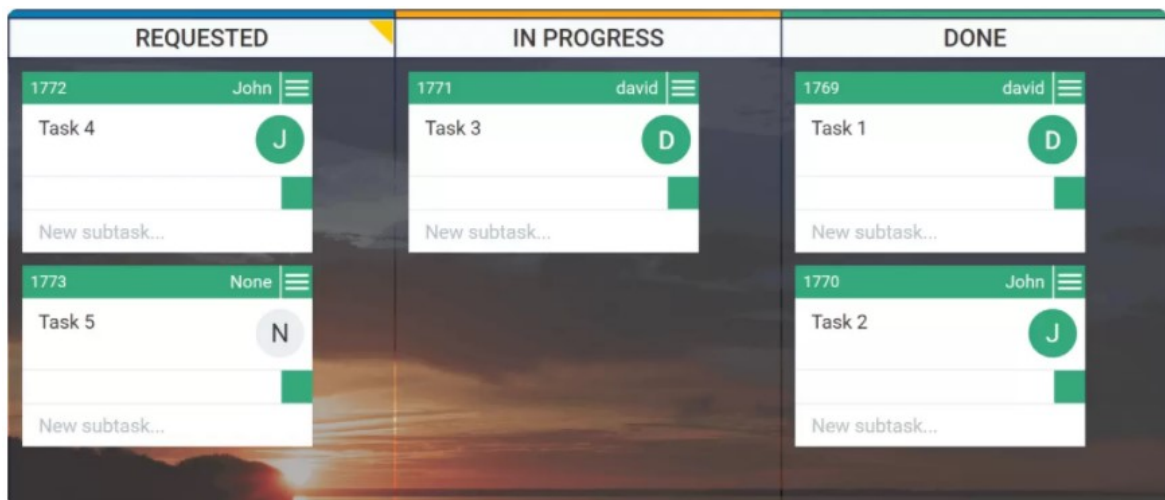 REQUESTED
1772 John
Task 4
J
New subtask...
1773 None
Task 5
N
New subtask...
IN PROGRESS
1771 david
Task 3
D
New subtask...
DONE
1769 david
Task 1
D
New subtask...
1770 John
Task 2
J
New subtask...